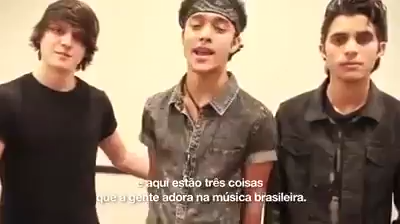 e aqui estão três coisas
que a gente adora na música brasileira.